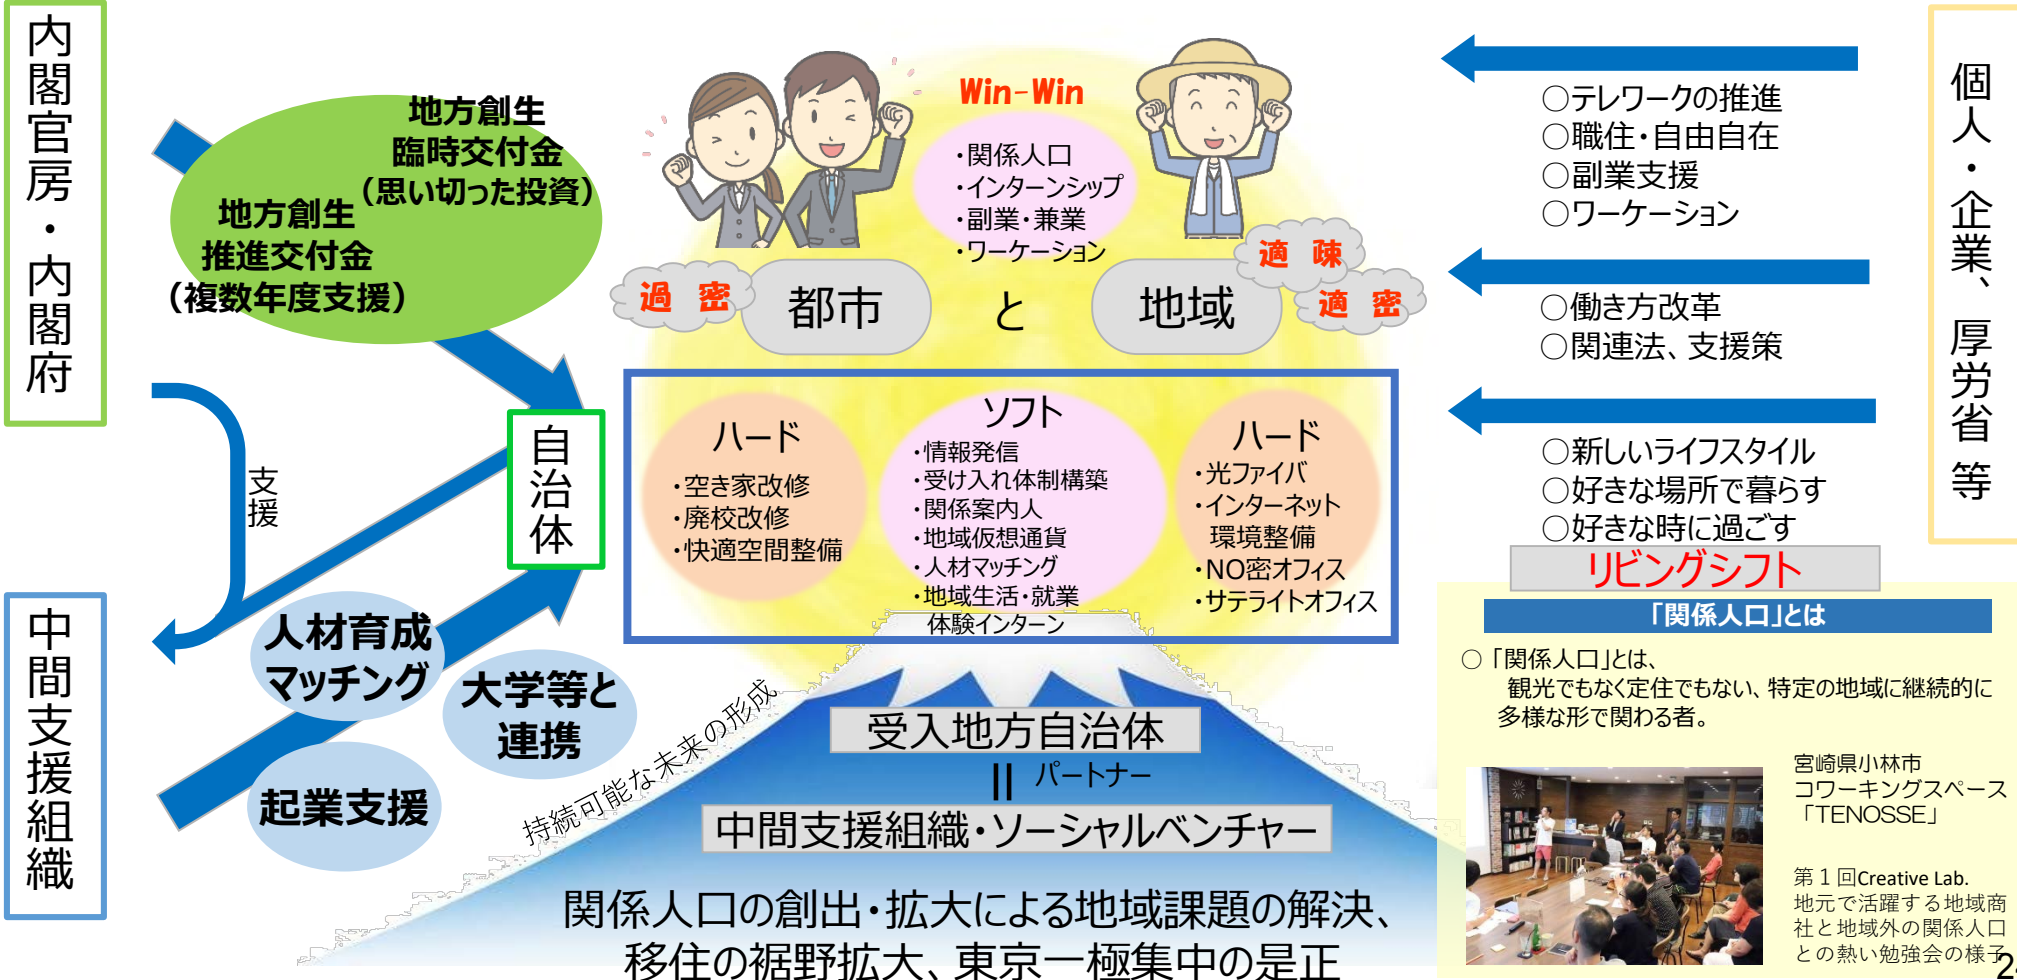 内閣官房・内閣府
地方創生
臨時交付金
（思い切った投資）
地方創生
推進交付金
（複数年度支援）
支援
自治体
中間支援組織
人材育成
マッチング
大学等と
連携
起業支援
Win-Win
・関係人口
・インターンシップ
・副業・兼業
・ワーケーション
過 密
都市
と
地域
適 疎
適 密
ハード
・空き家改修
・廃校改修
・快適空間整備
ソフト
・情報発信
・受け入れ体制構築
・関係案内人
・地域仮想通貨
・人材マッチング
・地域生活・就業
体験インターン
ハード
・光ファイバ
・インターネット
環境整備
・NO密オフィス
・サテライトオフィス
持続可能な未来の形成
受入地方自治体
|| パートナー
中間支援組織・ソーシャルベンチャー
関係人口の創出・拡大による地域課題の解決、
移住の裾野拡大、東京一極集中の是正
個人・企業、厚労省 等
○テレワークの推進
○職住・自由自在
○副業支援
○ワーケーション
○働き方改革
○関連法、支援策
○新しいライフスタイル
○好きな場所で暮らす
○好きな時に過ごす
リビングシフト
「関係人口」とは
○「関係人口」とは、
観光でもなく定住でもない、特定の地域に継続的に
多様な形で関わる者。
宮崎県小林市
コワーキングスペース
「TENOSSE」
第１回Creative Lab.
地元で活躍する地域商
社と地域外の関係人口
との熱い勉強会の様子